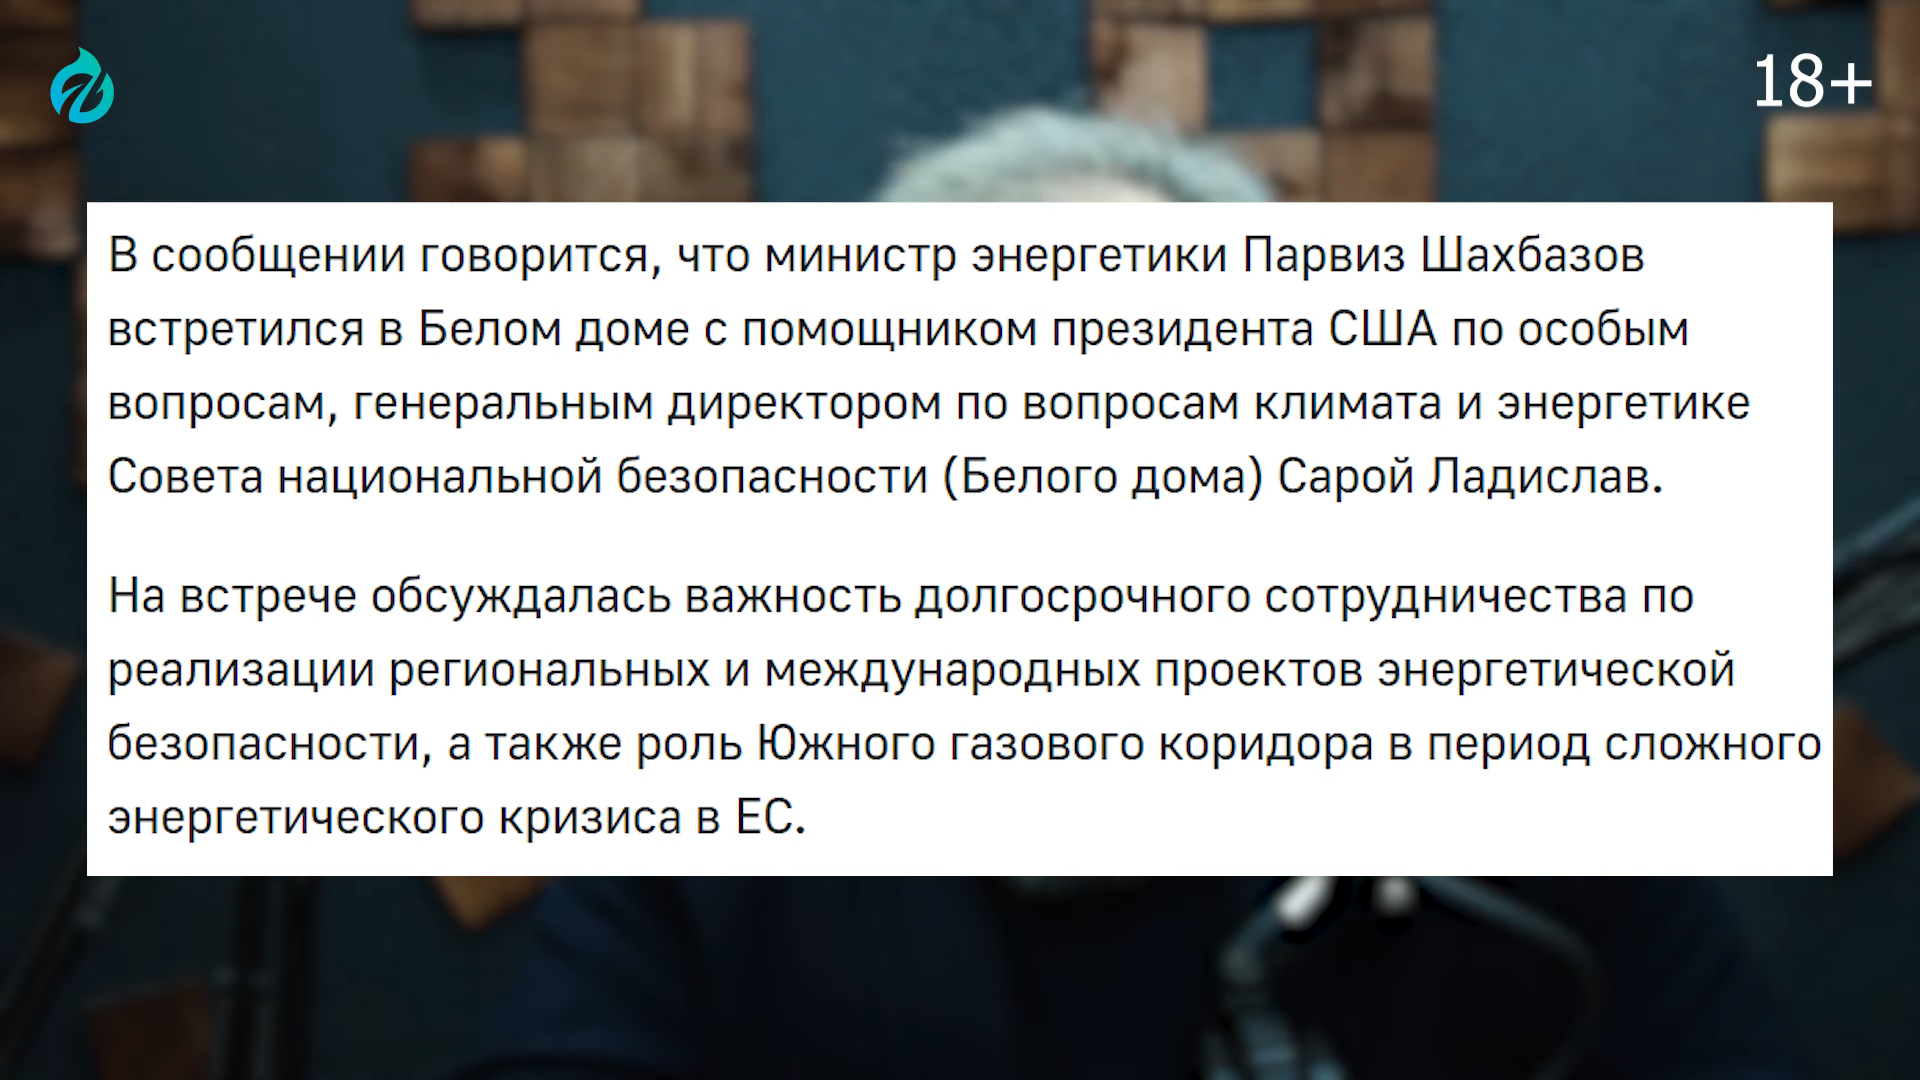 18+
В сообщении говорится, что министр энергетики Парвиз Шахбазов
встретился в Белом доме с помощником президента США по особым
вопросам, генеральным директором по вопросам климата и энергетике
Совета национальной безопасности (Белого дома) Сарой Ладислав.
На встрече обсуждалась важность долгосрочного сотрудничества по
реализации региональных и международных проектов энергетической
безопасности, а также роль Южного газового коридора в период сложного
энергетического кризиса в ЕС.